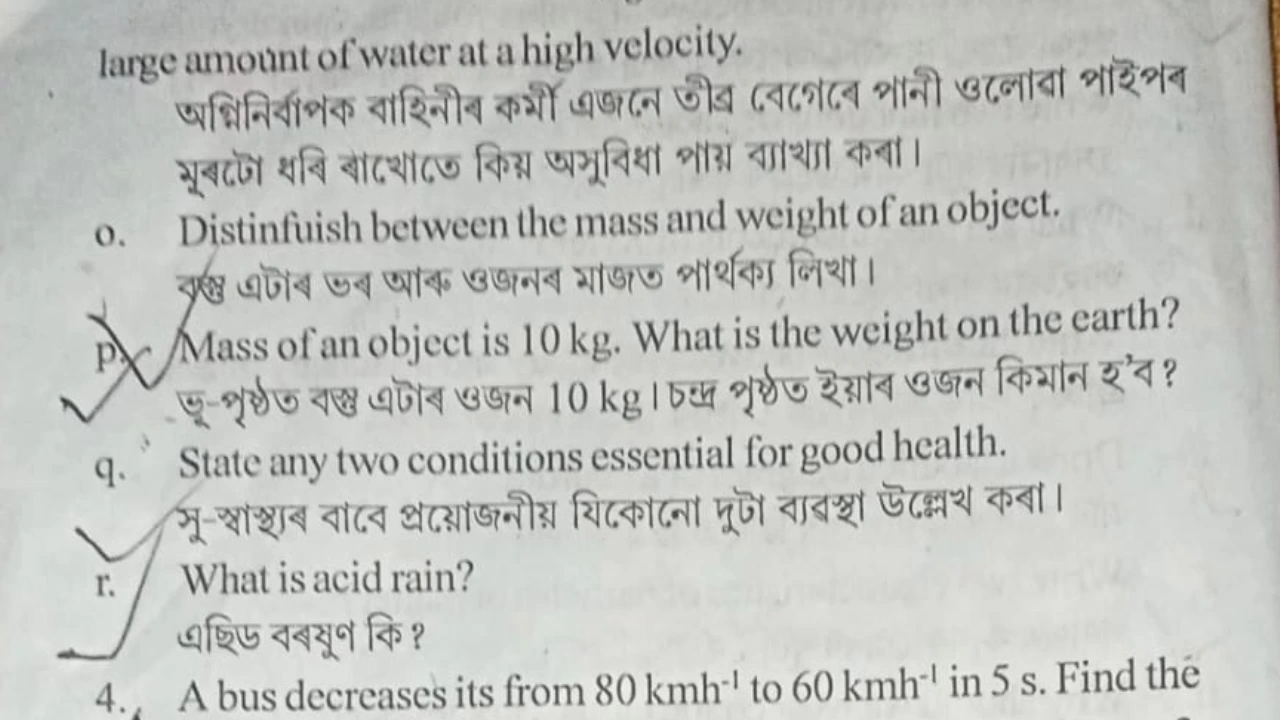 large amount of water at a high velocity.
অগ্নিনির্বাপক বাহিনীৰ কৰ্মী এজনে তীব্ৰ বেগেৰে পানী ওলোৱা পাইপৰ
মূৰটো ধৰি ৰাখোতে কিয় অসুবিধা পায় ব্যাখ্যা কৰা।
o. Distinfuish between the mass and weight of an object.
বস্তু এটাৰ ভৰ আৰু ওজনৰ মাজত পাৰ্থক্য লিখা।
p. Mass of an object is 10 kg. What is the weight on the earth?
ভূ-পৃষ্ঠত বস্তু এটাৰ ওজন 10 kg। চন্দ্ৰ পৃষ্ঠত ইয়াৰ ওজন কিমান হ'ব?
q. State any two conditions essential for good health.
সু-স্বাস্থ্যৰ বাবে প্ৰয়োজনীয় যিকোনো দুটা ব্যৱস্থা উল্লেখ কৰা।
r. What is acid rain?
এছিড বৰষুণ কি?
4. A bus decreases its from 80 kmh⁻¹ to 60 kmh⁻¹ in 5 s. Find the